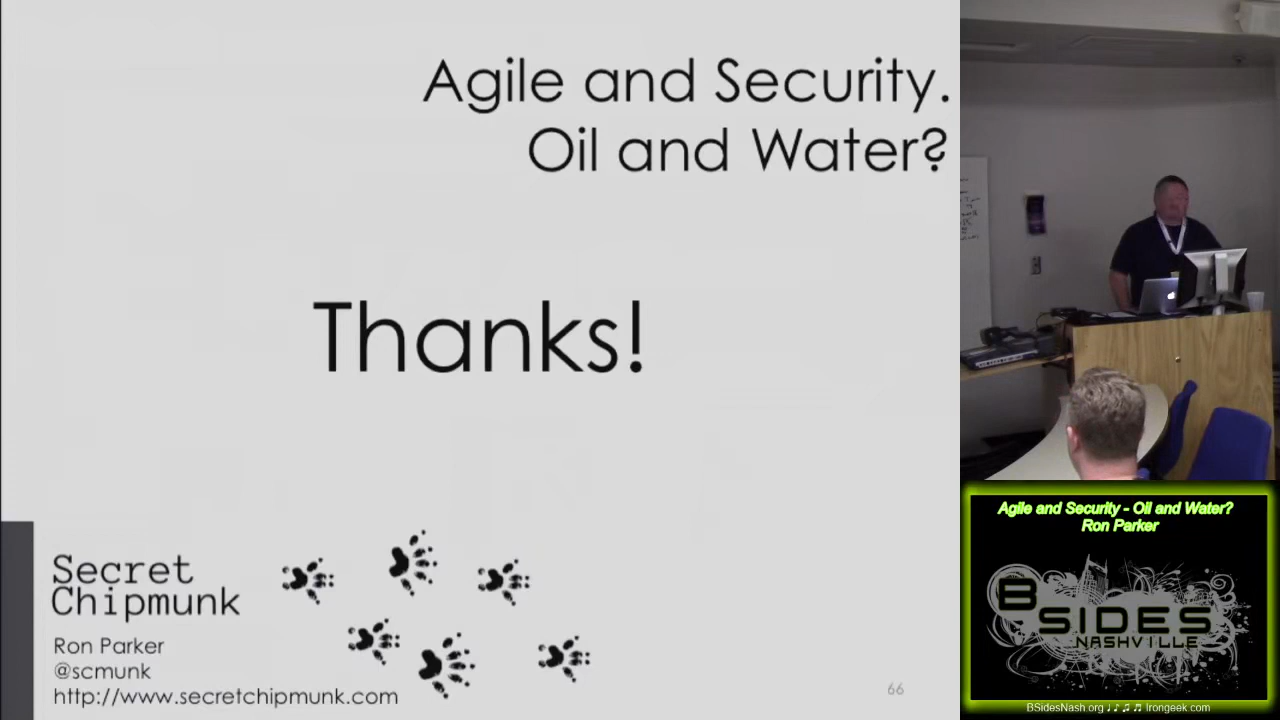 Agile and Security.
Oil and Water?
Thanks!
Secret
Chipmunk
Ron Parker
@scmunk
http://www.secretchipmunk.com
66
Agile and Security - Oil and Water?
Ron Parker
BSIDES
NASHVILLE
BSidesNash.org ♩♪♫♬ Irongeek.com